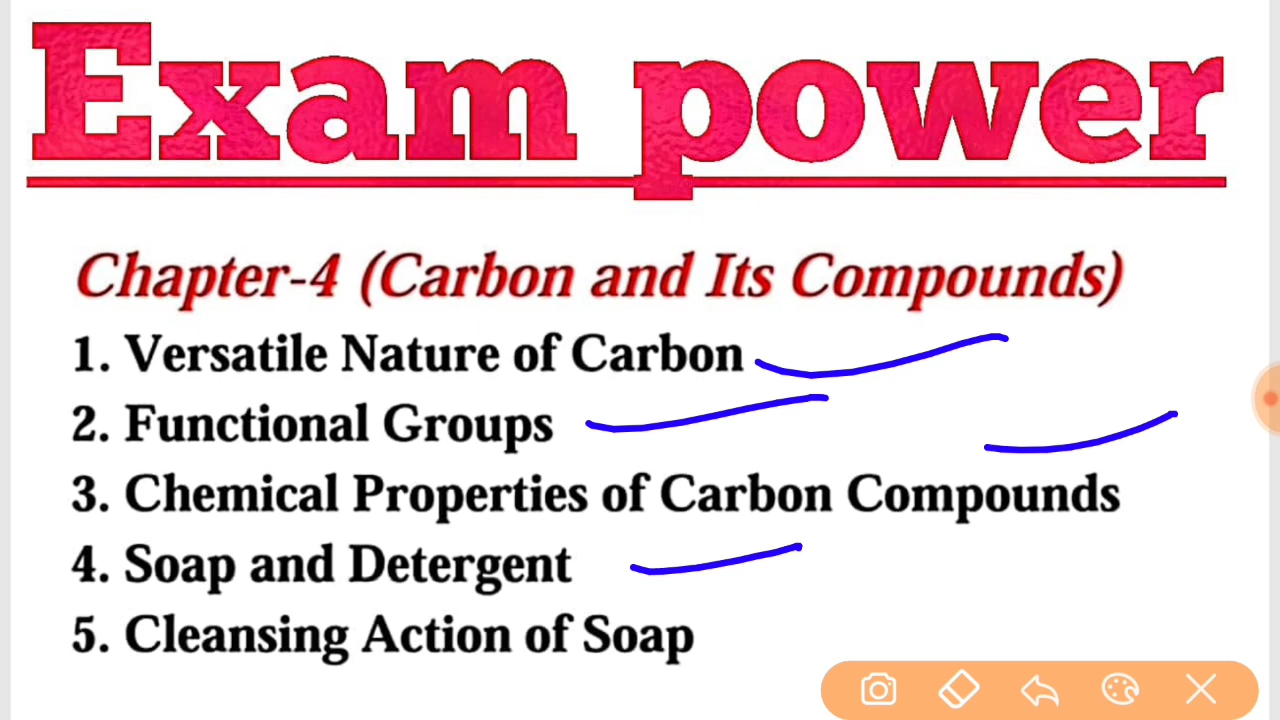 Exam power
Chapter-4 (Carbon and Its Compounds)
1. Versatile Nature of Carbon
2. Functional Groups
3. Chemical Properties of Carbon Compounds
4. Soap and Detergent
5. Cleansing Action of Soap